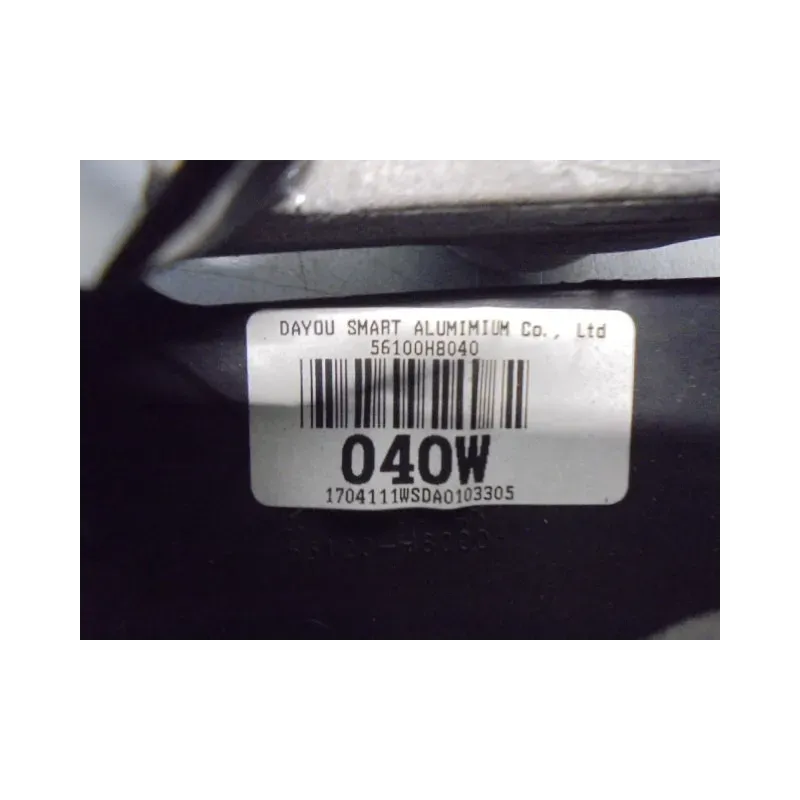 DAYOU SMART ALUMIMIUM Co., Ltd
56100H8040
040W
1704111WSDA0103305